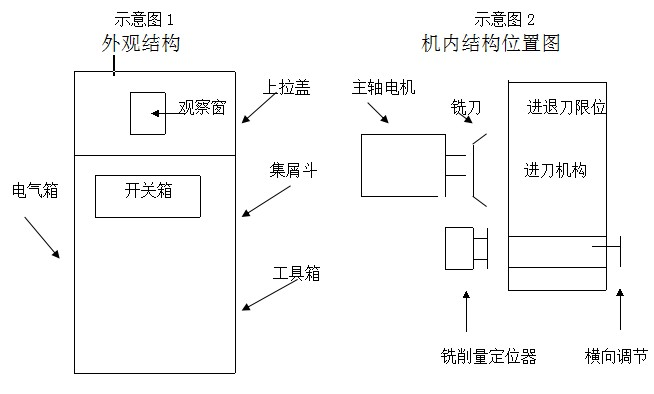 示意图1
外观结构
观察窗
上拉盖
电气箱
开关箱
集屑斗
工具箱
示意图2
机内结构位置图
主轴电机
铣刀
进退刀限位
进刀机构
铣削量定位器
横向调节